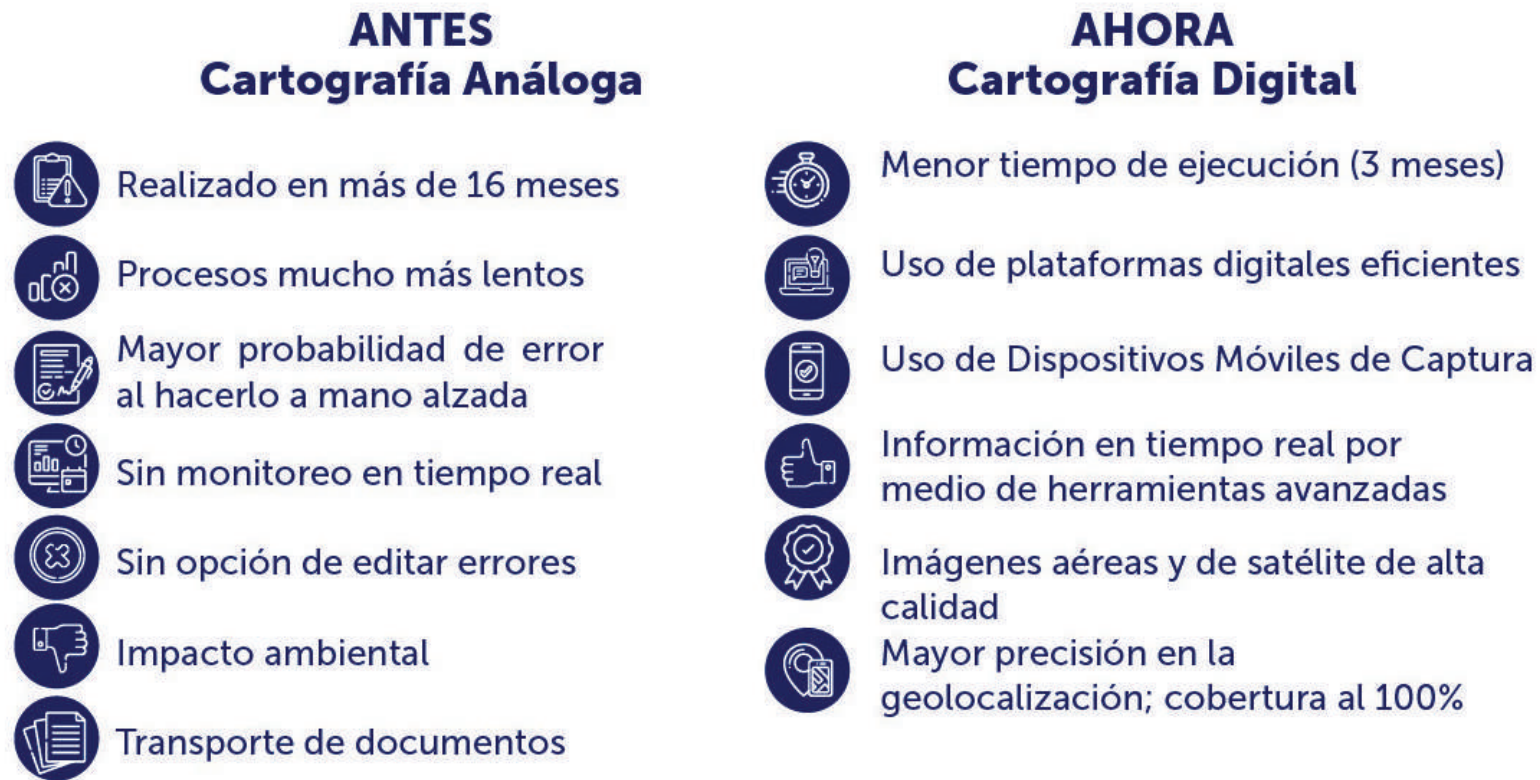 ANTES
Cartografía Análoga
Realizado en más de 16 meses
Procesos mucho más lentos
Mayor probabilidad de error
al hacerlo a mano alzada
Sin monitoreo en tiempo real
Sin opción de editar errores
Impacto ambiental
Transporte de documentos
AHORA
Cartografía Digital
Menor tiempo de ejecución (3 meses)
Uso de plataformas digitales eficientes
Uso de Dispositivos Móviles de Captura
Información en tiempo real por
medio de herramientas avanzadas
Imágenes aéreas y de satélite de alta
calidad
Mayor precisión en la
geolocalización; cobertura al 100%